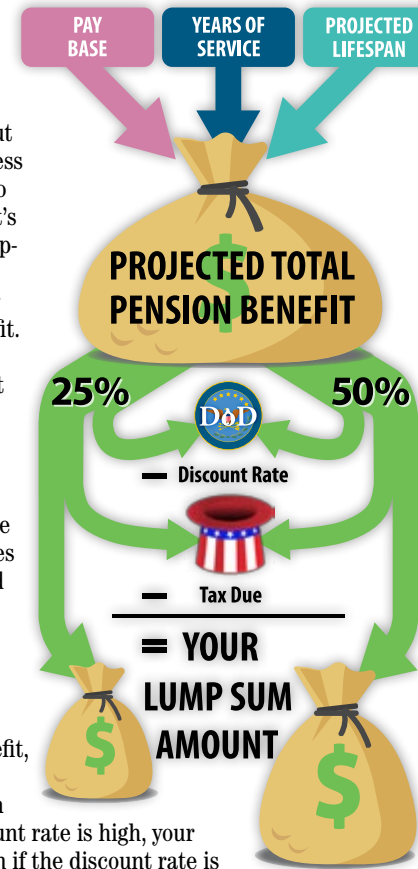 PAY
BASE
YEARS OF
SERVICE
PROJECTED
LIFESPAN
$
PROJECTED TOTAL
PENSION BENEFIT
25%
50%
DoD
— Discount Rate
— Tax Due
= YOUR
LUMP SUM
AMOUNT
$
$
rate is high, your
if the discount rate is